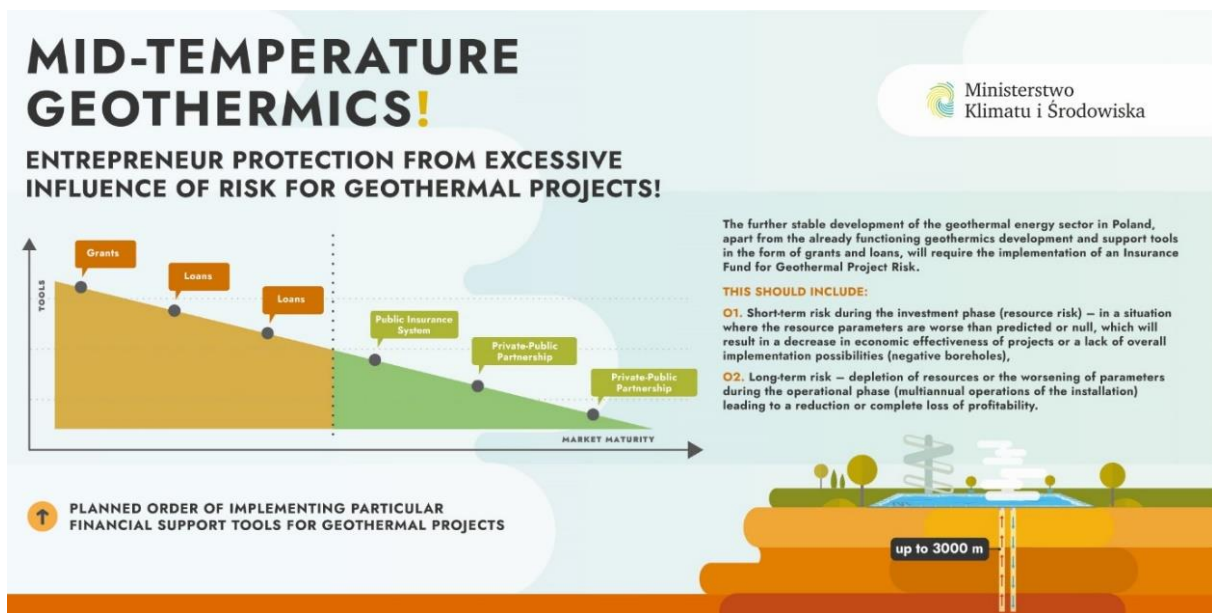 MID-TEMPERATURE
GEOTHERMICS!
ENTREPRENEUR PROTECTION FROM EXCESSIVE
INFLUENCE OF RISK FOR GEOTHERMAL PROJECTS!
Ministerstwo
Klimatu i Środowiska
TOOLS
Grants
Loans
Loans
Public Insurance
System
Private-Public
Partnership
Private-Public
Partnership
MARKET MATURITY
PLANNED ORDER OF IMPLEMENTING PARTICULAR
FINANCIAL SUPPORT TOOLS FOR GEOTHERMAL PROJECTS
The further stable development of the geothermal energy sector in Poland,
apart from the already functioning geothermics development and support tools
in the form of grants and loans, will require the implementation of an Insurance
Fund for Geothermal Project Risk.
THIS SHOULD INCLUDE:
O1. Short-term risk during the investment phase (resource risk) – in a situation
where the resource parameters are worse than predicted or null, which will
result in a decrease in economic effectiveness of projects or a lack of overall
implementation possibilities (negative boreholes),
O2. Long-term risk – depletion of resources or the worsening of parameters
during the operational phase (multiannual operations of the installation)
leading to a reduction or complete loss of profitability.
up to 3000 m